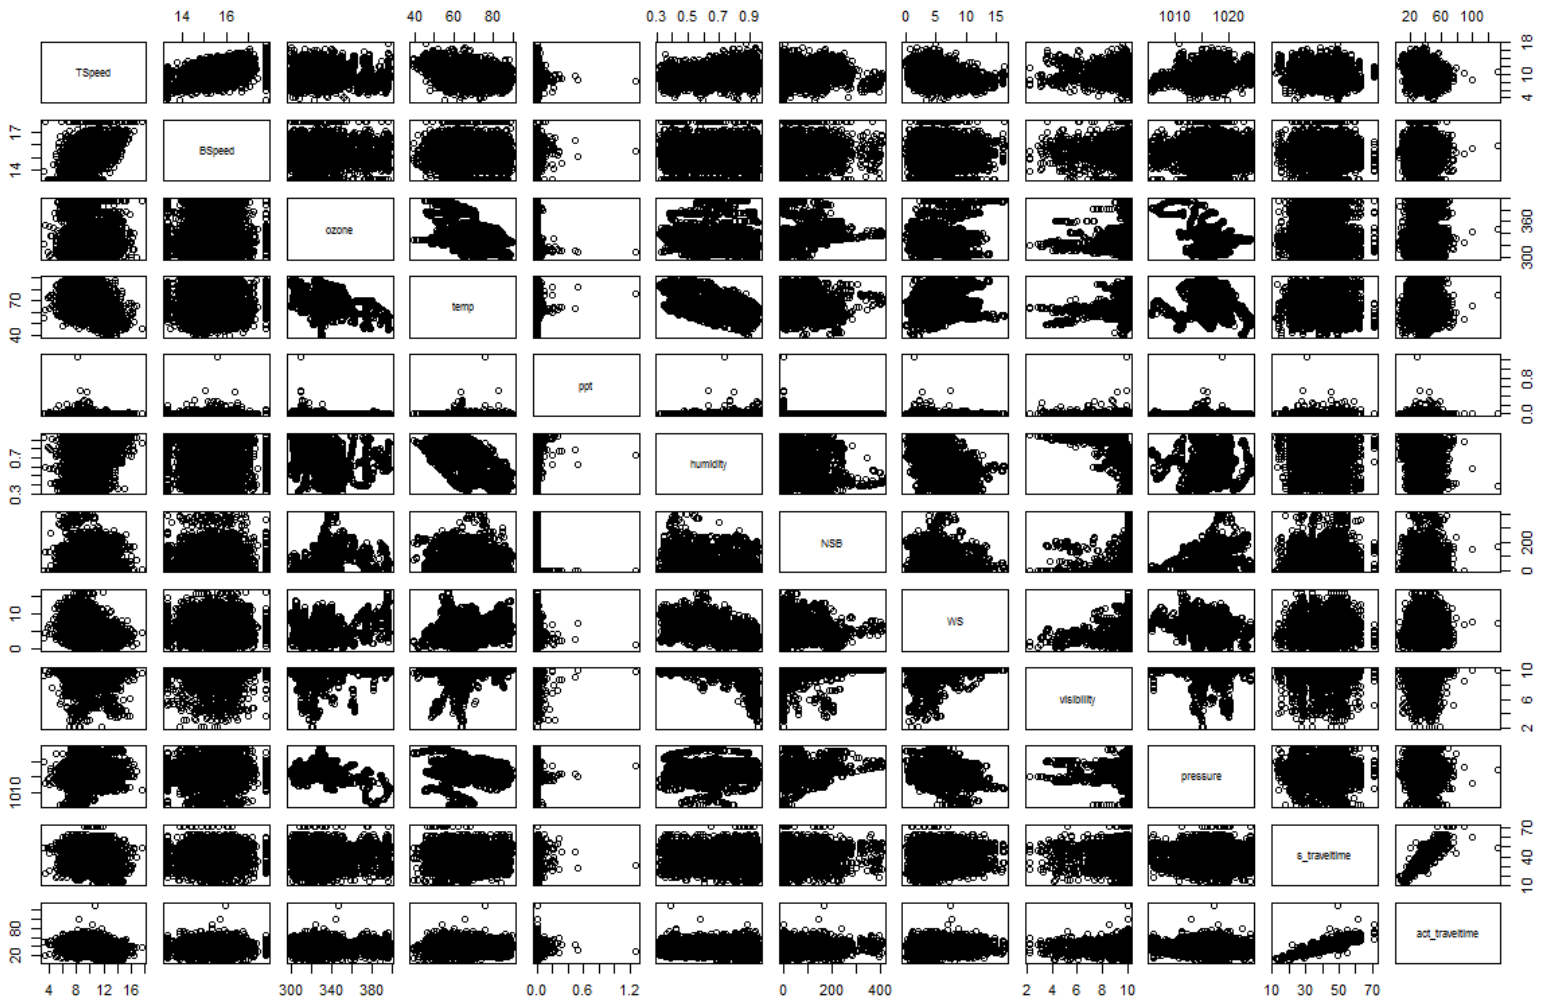 14 16 40 60 80 0.3 0.5 0.7 0.9 0 5 10 15 1010 1020 20 60 100
TSpeed
4 10 14 18
14 17
BSpeed
ozone
300 360
40 70
temp
ppt
0.0 0.8
0.3 0.7
humidity
NSB
0 200
0 10
WS
visibility
2 6 10
1010
pressure
s_traveltime
10 40 70
20 80
act_traveltime
4 8 12 16 300 340 380 0.0 0.6 1.2 0 200 400 2 4 6 8 10 10 30 50 70